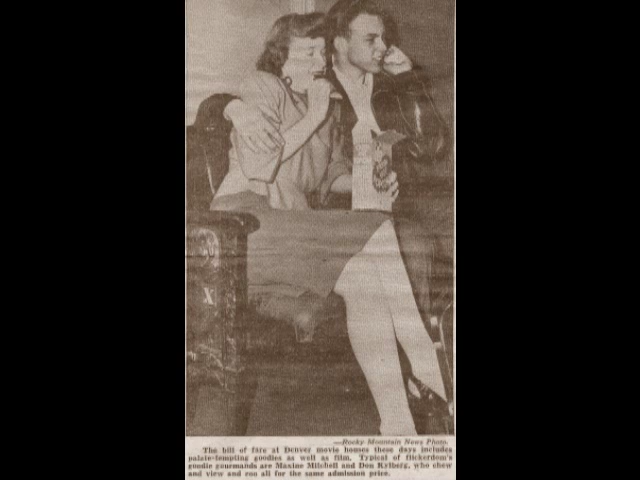 —Rocky Mountain News Photo.
The bill of fare at Denver movie houses these days includes
palate-tempting goodies as well as film. Typical of flickerdom's
goodie gourmands are Maxine Mitchell and Don Kylberg, who chew
and view and coo all for the same admission price.
X